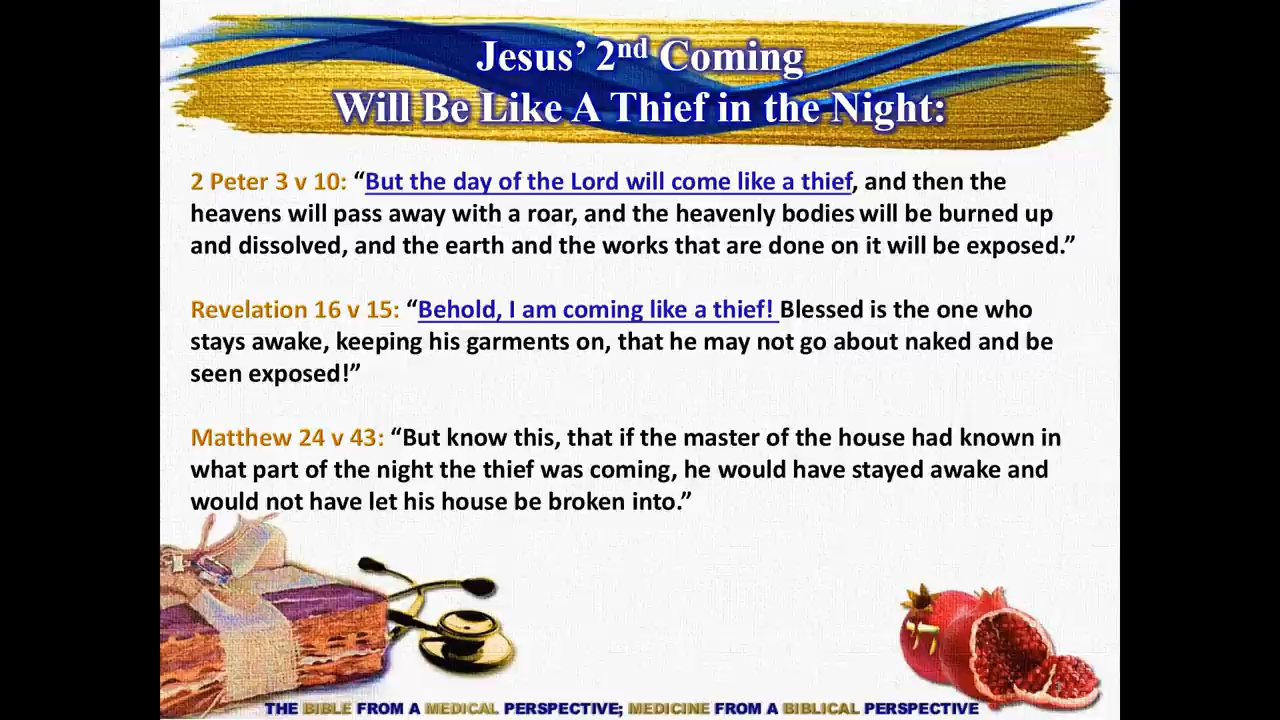 Jesus’ 2nd Coming
Will Be Like A Thief in the Night:
2 Peter 3 v 10: “But the day of the Lord will come like a thief, and then the
heavens will pass away with a roar, and the heavenly bodies will be burned up
and dissolved, and the earth and the works that are done on it will be exposed.”
Revelation 16 v 15: “Behold, I am coming like a thief! Blessed is the one who
stays awake, keeping his garments on, that he may not go about naked and be
seen exposed!”
Matthew 24 v 43: “But know this, that if the master of the house had known in
what part of the night the thief was coming, he would have stayed awake and
would not have let his house be broken into.”
THE BIBLE FROM A MEDICAL PERSPECTIVE; MEDICINE FROM A BIBLICAL PERSPECTIVE